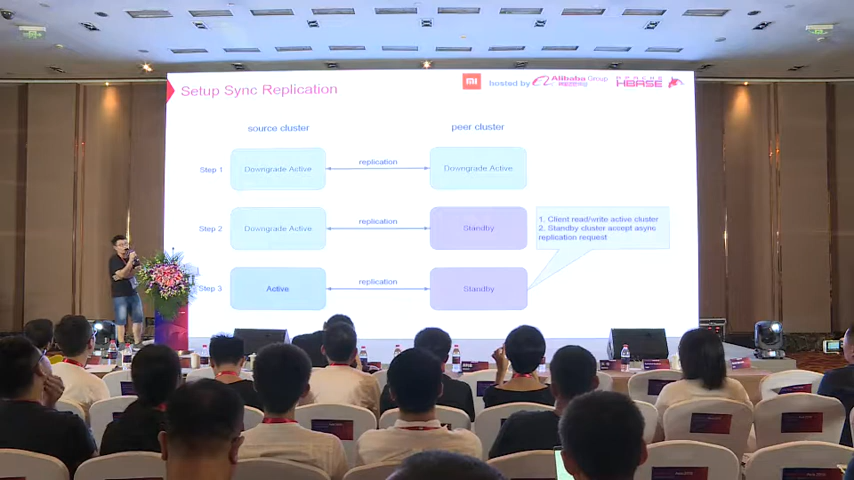 Setup Sync Replication
mi
hosted by Alibaba Group
APACHE HBASE
source cluster
peer cluster
Step 1
Downgrade Active
replication
Downgrade Active
Step 2
Downgrade Active
replication
Standby
1. Client read/write active cluster
2. Standby cluster accept async
replication request
Step 3
Active
replication
Standby